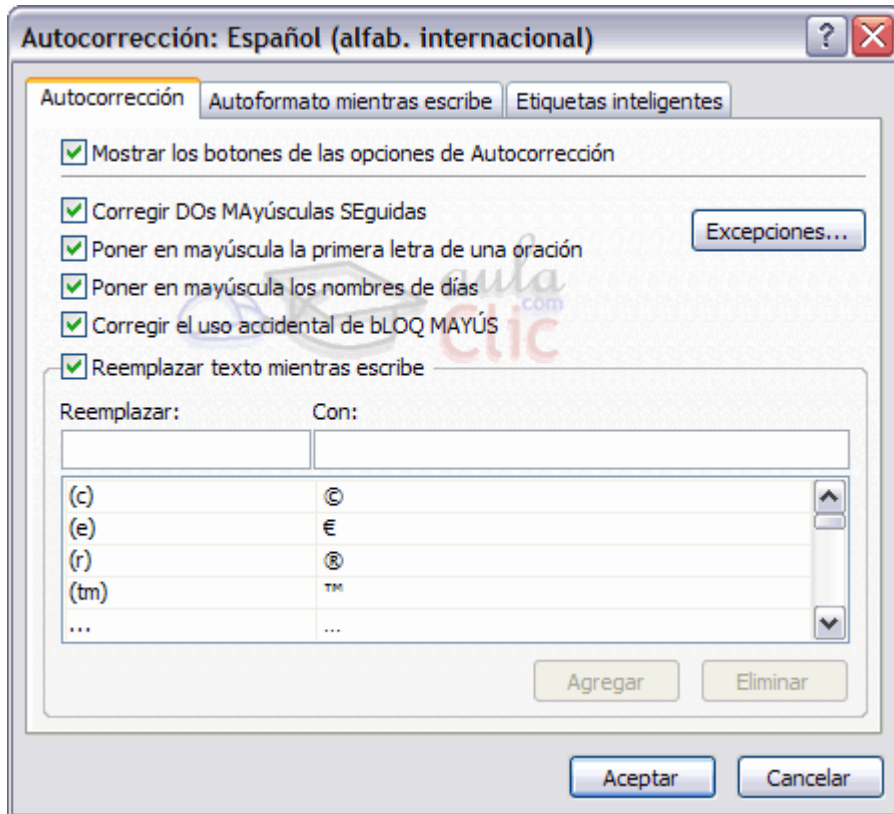 Autocorrección: Español (alfab. internacional)
?
Autocorrección Autoformato mientras escribe Etiquetas inteligentes
Mostrar los botones de las opciones de Autocorrección
Corregir DOs MAyúsculas SEguidas
Excepciones...
Poner en mayúscula la primera letra de una oración
Poner en mayúscula los nombres de días
Corregir el uso accidental de bLOQ MAYÚS
aula
.com
Clic
Reemplazar texto mientras escribe
Reemplazar: Con:
(c) ©
(e) €
(r) ®
(tm) ™
... …
Agregar Eliminar
Aceptar Cancelar